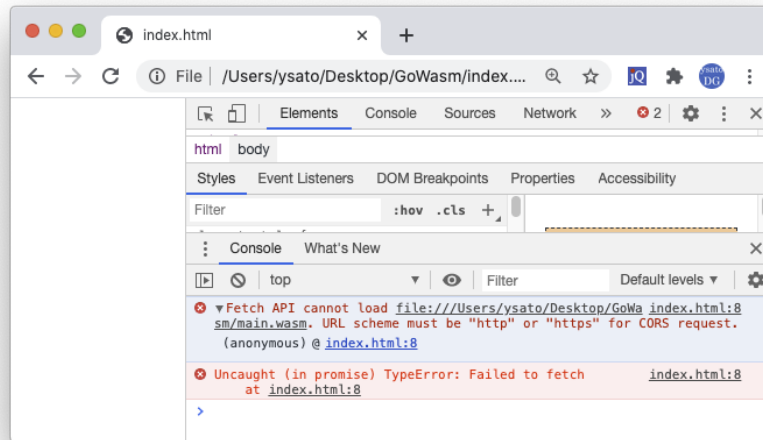 index.html
File /Users/ysato/Desktop/GoWasm/index....
jQ
ysato
DG
Elements Console Sources Network » 2
html body
Styles Event Listeners DOM Breakpoints Properties Accessibility
Filter :hov .cls +
Console What's New
top Filter Default levels
Fetch API cannot load file:///Users/ysato/Desktop/GoWa index.html:8
sm/main.wasm. URL scheme must be "http" or "https" for CORS request.
(anonymous) @ index.html:8
Uncaught (in promise) TypeError: Failed to fetch index.html:8
at index.html:8